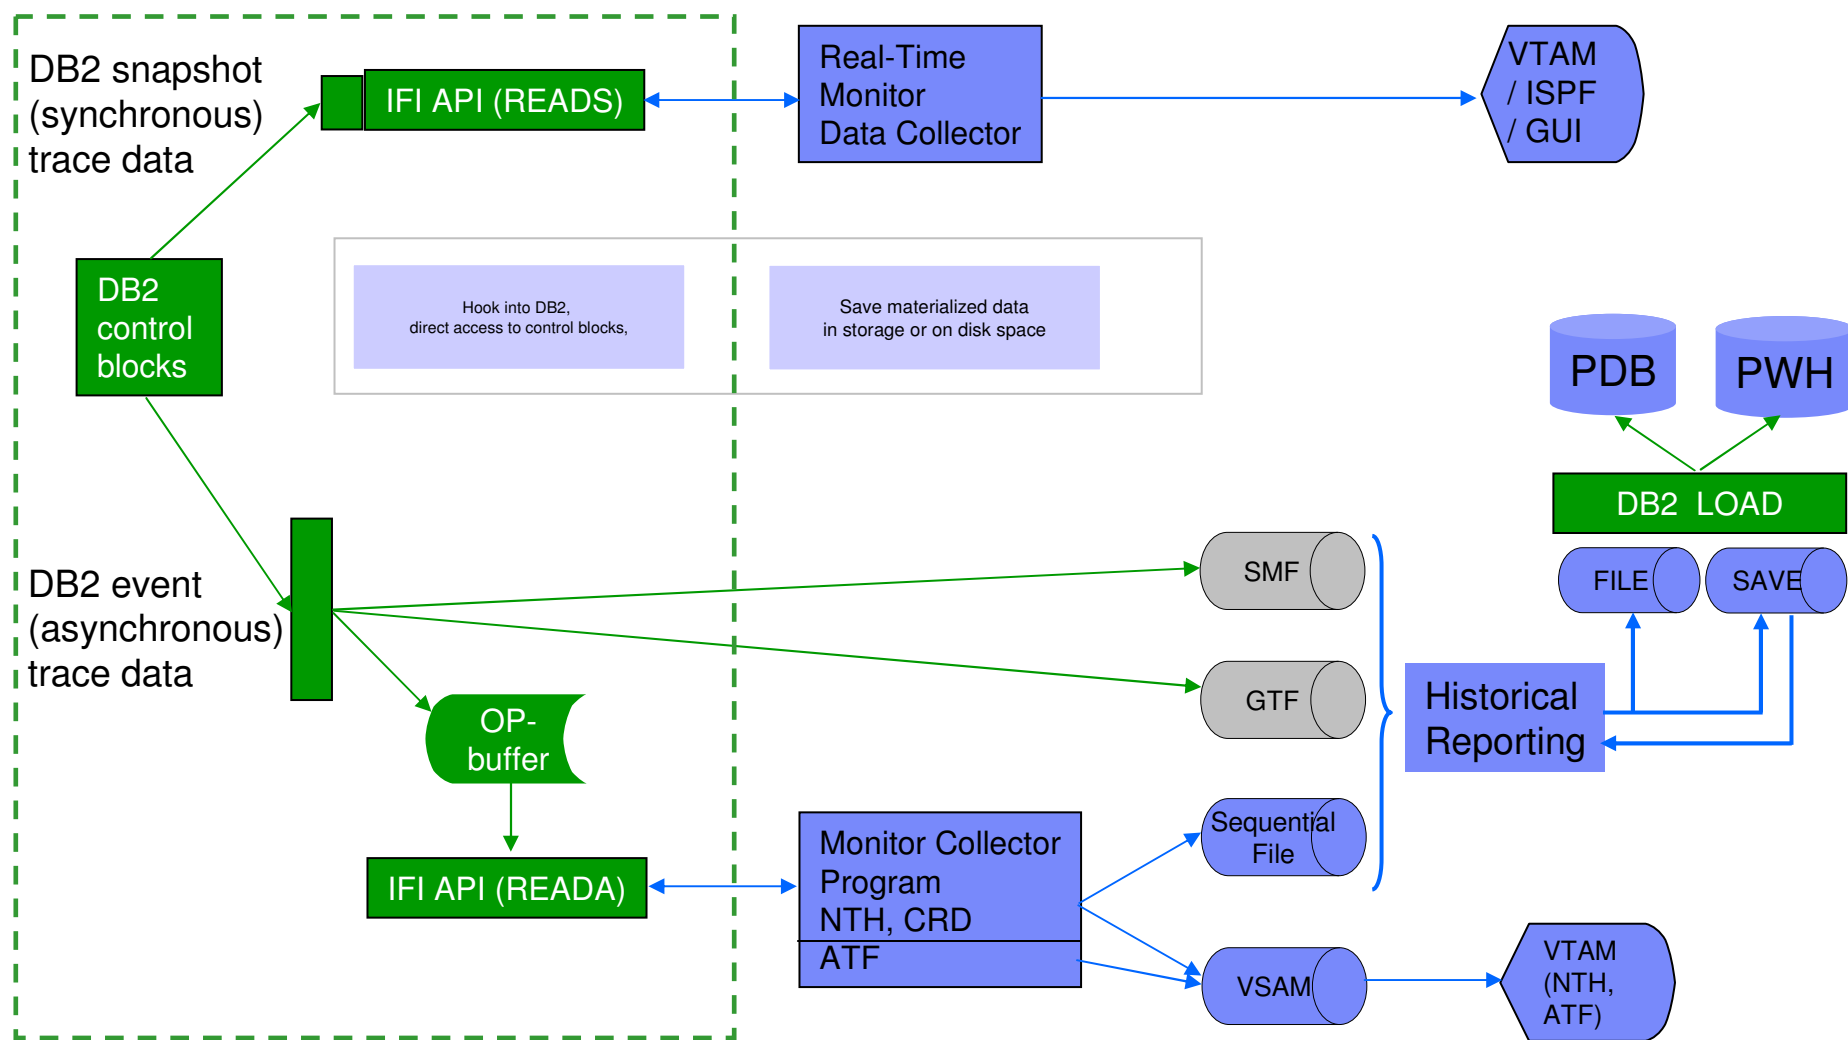 DB2 snapshot
(synchronous)
trace data
IFI API (READS)
Real-Time
Monitor
Data Collector
VTAM
/ ISPF
/ GUI
DB2
control
blocks
Hook into DB2,
direct access to control blocks,
Save materialized data
in storage or on disk space
PDB
PWH
DB2 LOAD
FILE
SAVE
DB2 event
(asynchronous)
trace data
SMF
GTF
Historical
Reporting
OP-
buffer
Sequential
File
IFI API (READA)
Monitor Collector
Program
NTH, CRD
ATF
VSAM
VTAM
(NTH,
ATF)